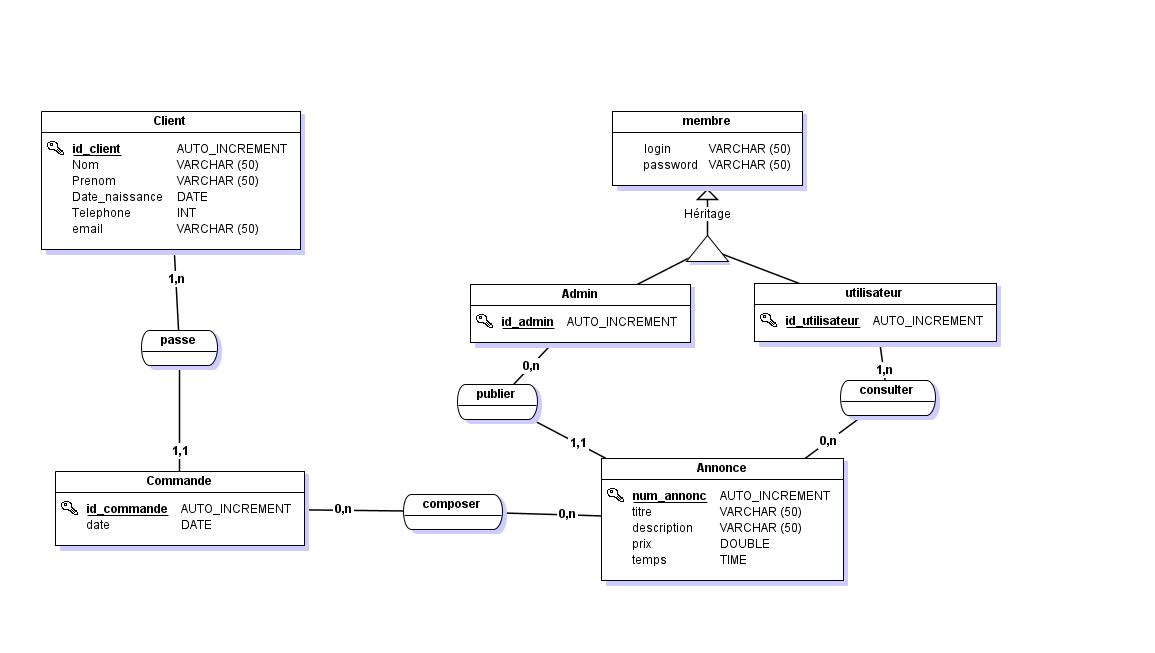 Client
id_client AUTO_INCREMENT
Nom VARCHAR (50)
Prenom VARCHAR (50)
Date_naissance DATE
Telephone INT
email VARCHAR (50)
membre
login VARCHAR (50)
password VARCHAR (50)
Héritage
Admin
id_admin AUTO_INCREMENT
utilisateur
id_utilisateur AUTO_INCREMENT
1,n
passe
1,1
0,n
publier
1,1
1,n
consulter
0,n
Commande
id_commande AUTO_INCREMENT
date DATE
0,n
composer
0,n
Annonce
num_annonc AUTO_INCREMENT
titre VARCHAR (50)
description VARCHAR (50)
prix DOUBLE
temps TIME